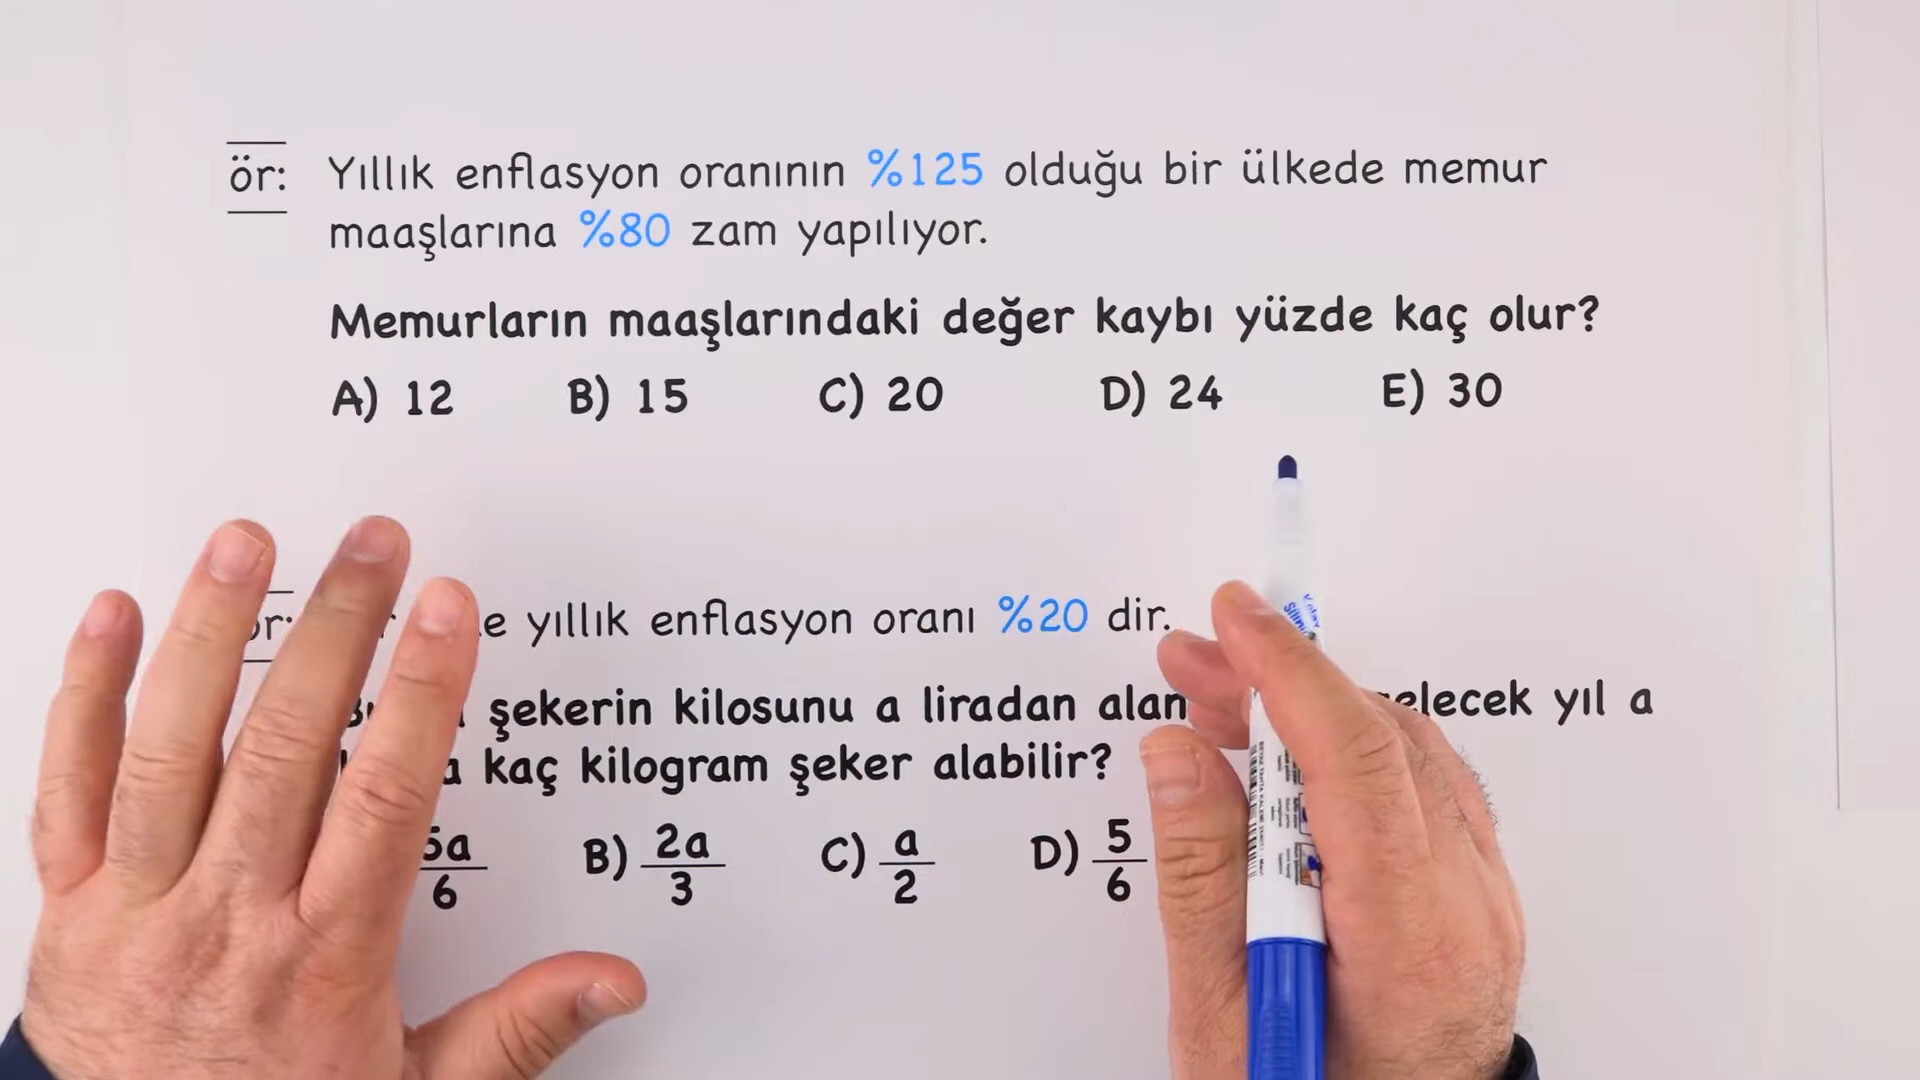 ör: Yıllık enflasyon oranının %125 olduğu bir ülkede memur
maaşlarına %80 zam yapılıyor.
Memurların maaşlarındaki değer kaybı yüzde kaç olur?
A) 12 B) 15 C) 20 D) 24 E) 30
yıllık enflasyon oranı %20 dir.
şekerin kilosunu a liradan alan yıl a
kaç kilogram şeker alabilir?
5a/6 B) 2a/3 C) a/2 D) 5/6